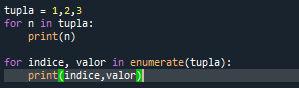 tupla = 1,2,3
for n in tupla:
    print(n)

for indice, valor in enumerate(tupla):
    print(indice,valor)